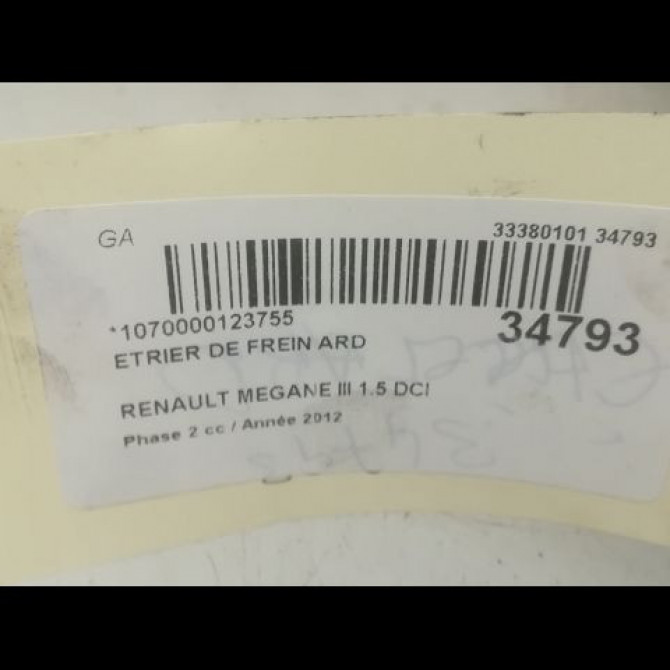 GA
33380101 34793
*1070000123755
34793
ETRIER DE FREIN ARD
RENAULT MEGANE III 1.5 DCI
Phase 2 cc / Année 2012